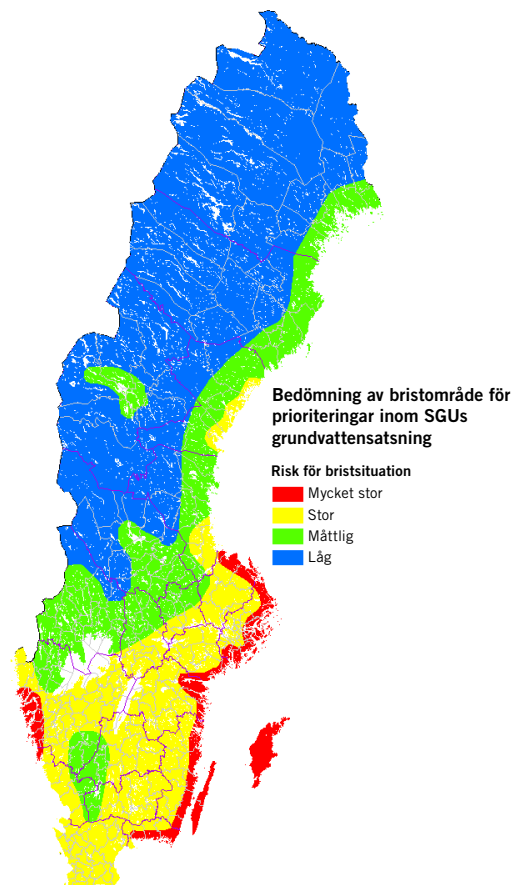 Bedömning av bristområde för
prioriteringar inom SGUs
grundvattensatsning
Risk för bristsituation
Mycket stor
Stor
Måttlig
Låg